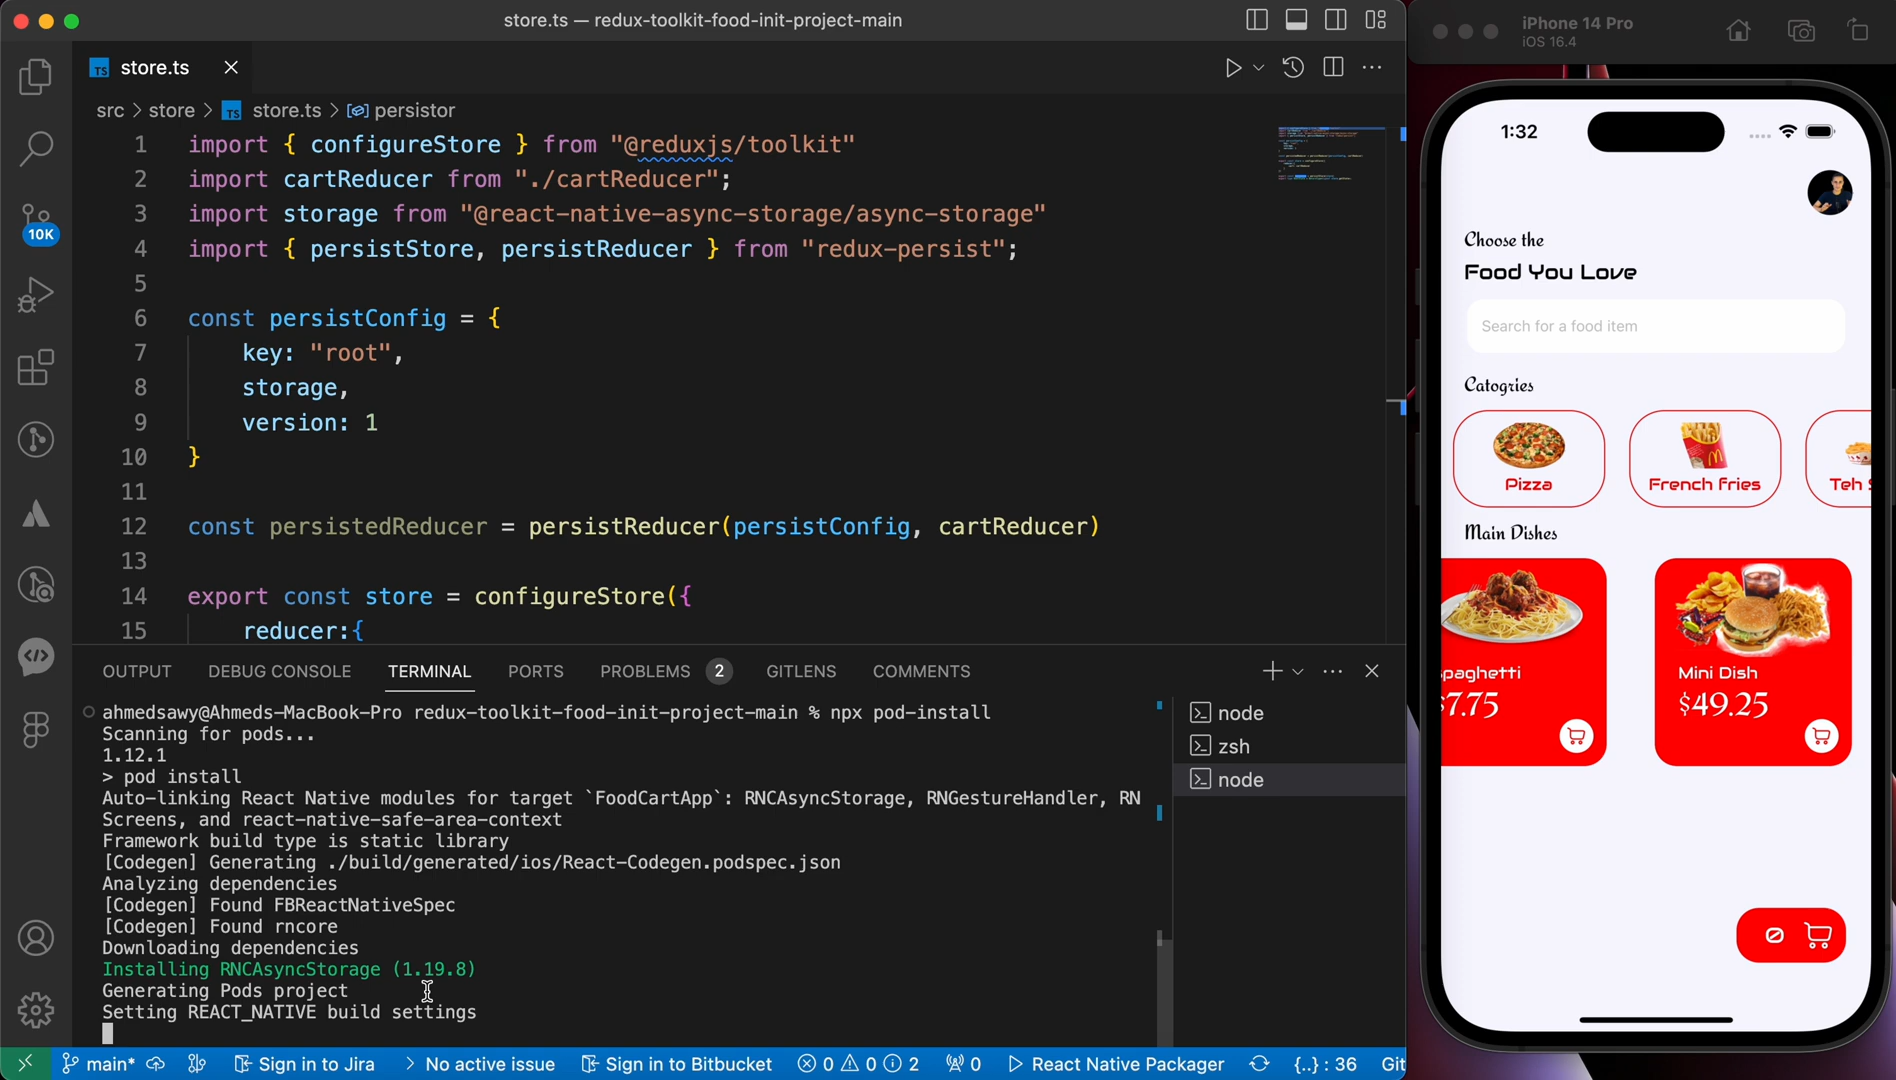 store.ts — redux-toolkit-food-init-project-main
TS store.ts
src > store > TS store.ts > persistor
1 import { configureStore } from "@reduxjs/toolkit"
2 import cartReducer from "./cartReducer";
3 import storage from "@react-native-async-storage/async-storage"
4 import { persistStore, persistReducer } from "redux-persist";
5
6 const persistConfig = {
7 key: "root",
8 storage,
9 version: 1
10 }
11
12 const persistedReducer = persistReducer(persistConfig, cartReducer)
13
14 export const store = configureStore({
15 reducer:{
10K
OUTPUT DEBUG CONSOLE TERMINAL PORTS PROBLEMS 2 GITLENS COMMENTS
ahmedsawy@Ahmeds-MacBook-Pro redux-toolkit-food-init-project-main % npx pod-install
Scanning for pods...
1.12.1
> pod install
Auto-linking React Native modules for target `FoodCartApp`: RNCAsyncStorage, RNGestureHandler, RN
Screens, and react-native-safe-area-context
Framework build type is static library
[Codegen] Generating ./build/generated/ios/React-Codegen.podspec.json
Analyzing dependencies
[Codegen] Found FBReactNativeSpec
[Codegen] Found rncore
Downloading dependencies
Installing RNCAsyncStorage (1.19.8)
Generating Pods project
Setting REACT_NATIVE build settings
node
zsh
node
main* Sign in to Jira > No active issue Sign in to Bitbucket 0 0 2 0 React Native Packager {..} : 36 Git
iPhone 14 Pro
iOS 16.4
1:32
Choose the
Food You Love
Search for a food item
Catogries
Pizza French fries Teh
Main Dishes
paghetti
7.75
Mini Dish
$49.25
0